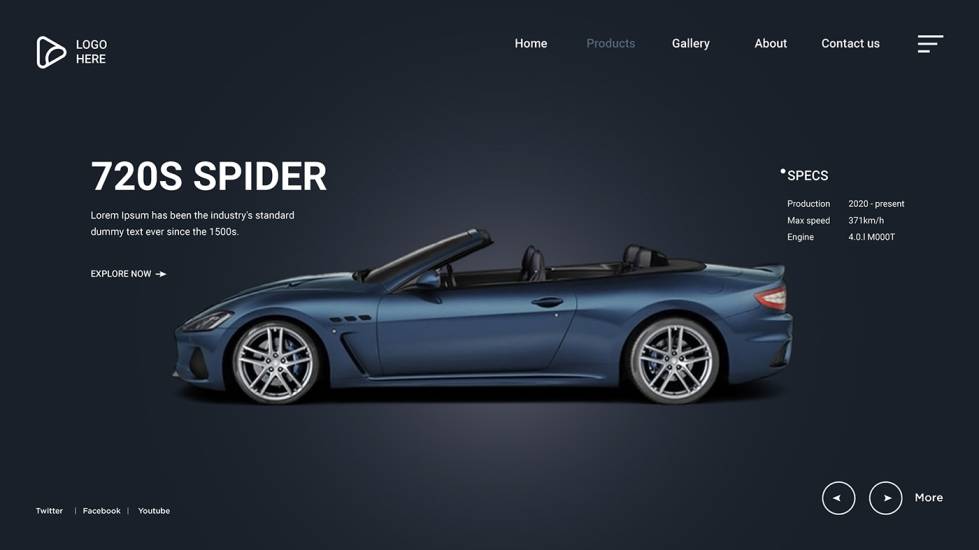 LOGO
HERE
Home Products Gallery About Contact us
720S SPIDER
Lorem Ipsum has been the industry's standard
dummy text ever since the 1500s.
EXPLORE NOW
SPECS
Production 2020 - present
Max speed 371km/h
Engine 4.0.l M000T
Twitter | Facebook | Youtube
More